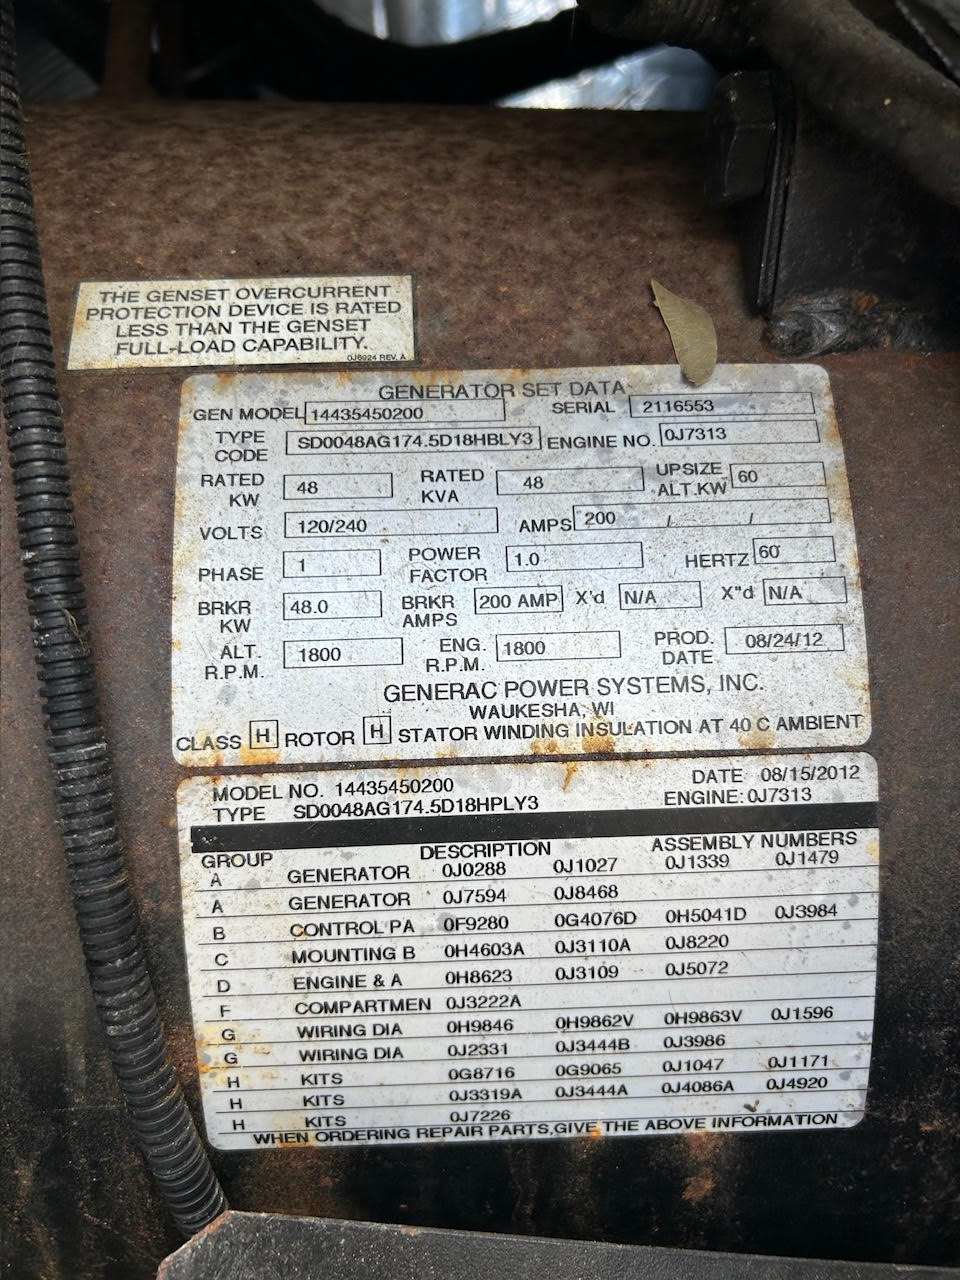 THE GENSET OVERCURRENT
PROTECTION DEVICE IS RATED
LESS THAN THE GENSET
FULL-LOAD CAPABILITY.
0J6924 REV. A
GENERATOR SET DATA
GEN MODEL 14435450200 SERIAL 2116553
TYPE CODE SD0048AG174.5D18HBLY3 ENGINE NO. 0J7313
RATED KW 48 RATED KVA 48 UPSIZE ALT.KW 60
VOLTS 120/240 AMPS 200 / /
PHASE 1 POWER FACTOR 1.0 HERTZ 60
BRKR KW 48.0 BRKR AMPS 200 AMP X'd N/A X"d N/A
ALT. R.P.M. 1800 ENG. R.P.M. 1800 PROD. DATE 08/24/12
GENERAC POWER SYSTEMS, INC.
WAUKESHA, WI
CLASS H ROTOR H STATOR WINDING INSULATION AT 40 C AMBIENT
MODEL NO. 14435450200 DATE 08/15/2012
TYPE SD0048AG174.5D18HPLY3 ENGINE: 0J7313
GROUP DESCRIPTION ASSEMBLY NUMBERS
A GENERATOR 0J0288 0J1027 0J1339 0J1479
A GENERATOR 0J7594 0J8468
B CONTROL PA 0F9280 0G4076D 0H5041D 0J3984
C MOUNTING B 0H4603A 0J3110A 0J8220
D ENGINE & A 0H8623 0J3109 0J5072
F COMPARTMEN 0J3222A
G WIRING DIA 0H9846 0H9862V 0H9863V 0J1596
G WIRING DIA 0J2331 0J3444B 0J3986
H KITS 0G8716 0G9065 0J1047 0J1171
H KITS 0J3319A 0J3444A 0J4086A 0J4920
H KITS 0J7226
WHEN ORDERING REPAIR PARTS,GIVE THE ABOVE INFORMATION